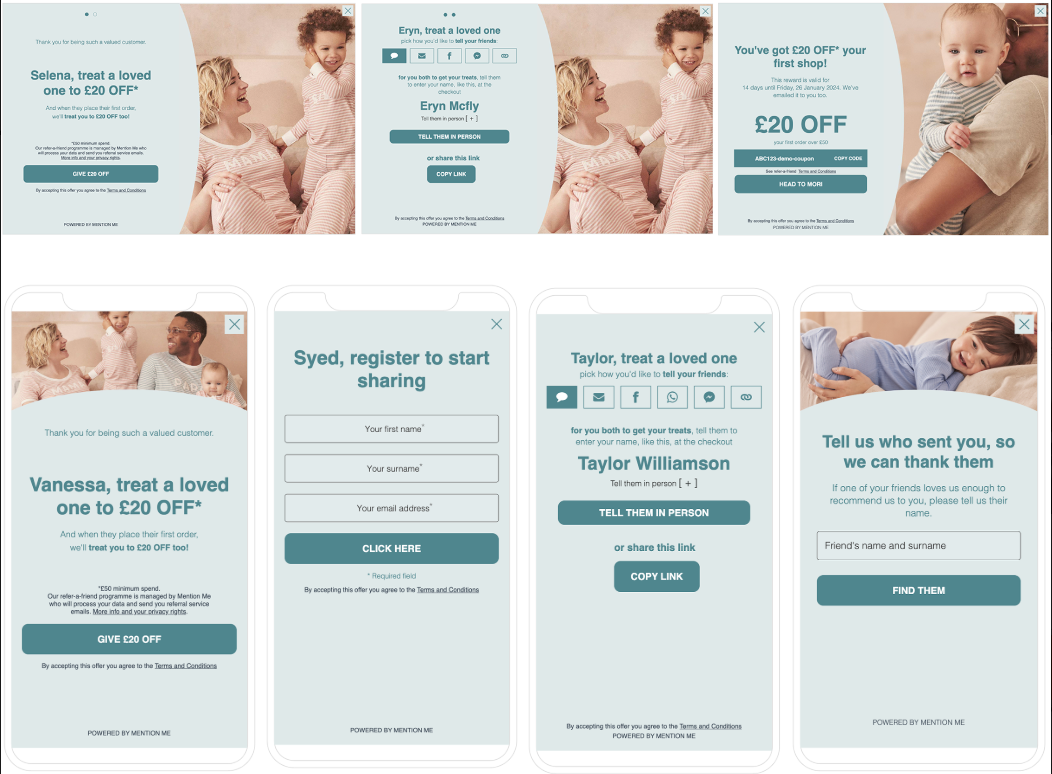 Thank you for being such a valued customer.
Selena, treat a loved
one to £20 OFF*
And when they place their first order,
we'll treat you to £20 OFF too!
*£50 minimum spend.
Our refer-a-friend programme is managed by Mention Me who
will process your data and send you referral service emails.
More info and your privacy rights.
GIVE £20 OFF
By accepting this offer you agree to the Terms and Conditions
POWERED BY MENTION ME
Eryn, treat a loved one
pick how you'd like to tell your friends
for you both to get your treats, tell them
to enter your name, like this, at the
checkout!
Eryn Mcfly
Tell them in person [ + ]
TELL THEM IN PERSON
or share this link
COPY LINK
By accepting this offer you agree to the Terms and Conditions
POWERED BY MENTION ME
You've got £20 OFF* your
first shop!
This reward is valid for
14 days until Friday, 26 January 2024. We've
emailed it to you too.
£20 OFF
your first order over £50
ABC123-demo-coupon COPY CODE
See refer-a-friend Terms and Conditions
HEAD TO MORI
By accepting this offer you agree to the Terms and Conditions
POWERED BY MENTION ME
Thank you for being such a valued customer.
Vanessa, treat a loved
one to £20 OFF*
And when they place their first order,
we'll treat you to £20 OFF too!
*£50 minimum spend.
Our refer-a-friend programme is managed by Mention Me
who will process your data and send you referral service
emails. More info and your privacy rights.
GIVE £20 OFF
By accepting this offer you agree to the Terms and Conditions
POWERED BY MENTION ME
Syed, register to start
sharing
Your first name*
Your surname*
Your email address*
CLICK HERE
* Required field
By accepting this offer you agree to the Terms and Conditions
POWERED BY MENTION ME
Taylor, treat a loved one
pick how you'd like to tell your friends:
for you both to get your treats, tell them to
enter your name, like this, at the checkout
Taylor Williamson
Tell them in person [ + ]
TELL THEM IN PERSON
or share this link
COPY LINK
By accepting this offer you agree to the Terms and Conditions
POWERED BY MENTION ME
Tell us who sent you, so
we can thank them
If one of your friends loves us enough to
recommend us to you, please tell us their
name.
Friend's name and surname
FIND THEM
POWERED BY MENTION ME